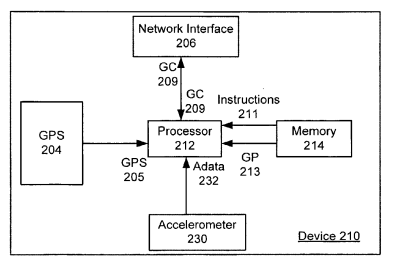 Network Interface
206
GC
209
GC
209
Instructions
211
GPS
204
Processor
212
Memory
214
GPS
205
Adata
232
GP
213
Accelerometer
230
Device 210